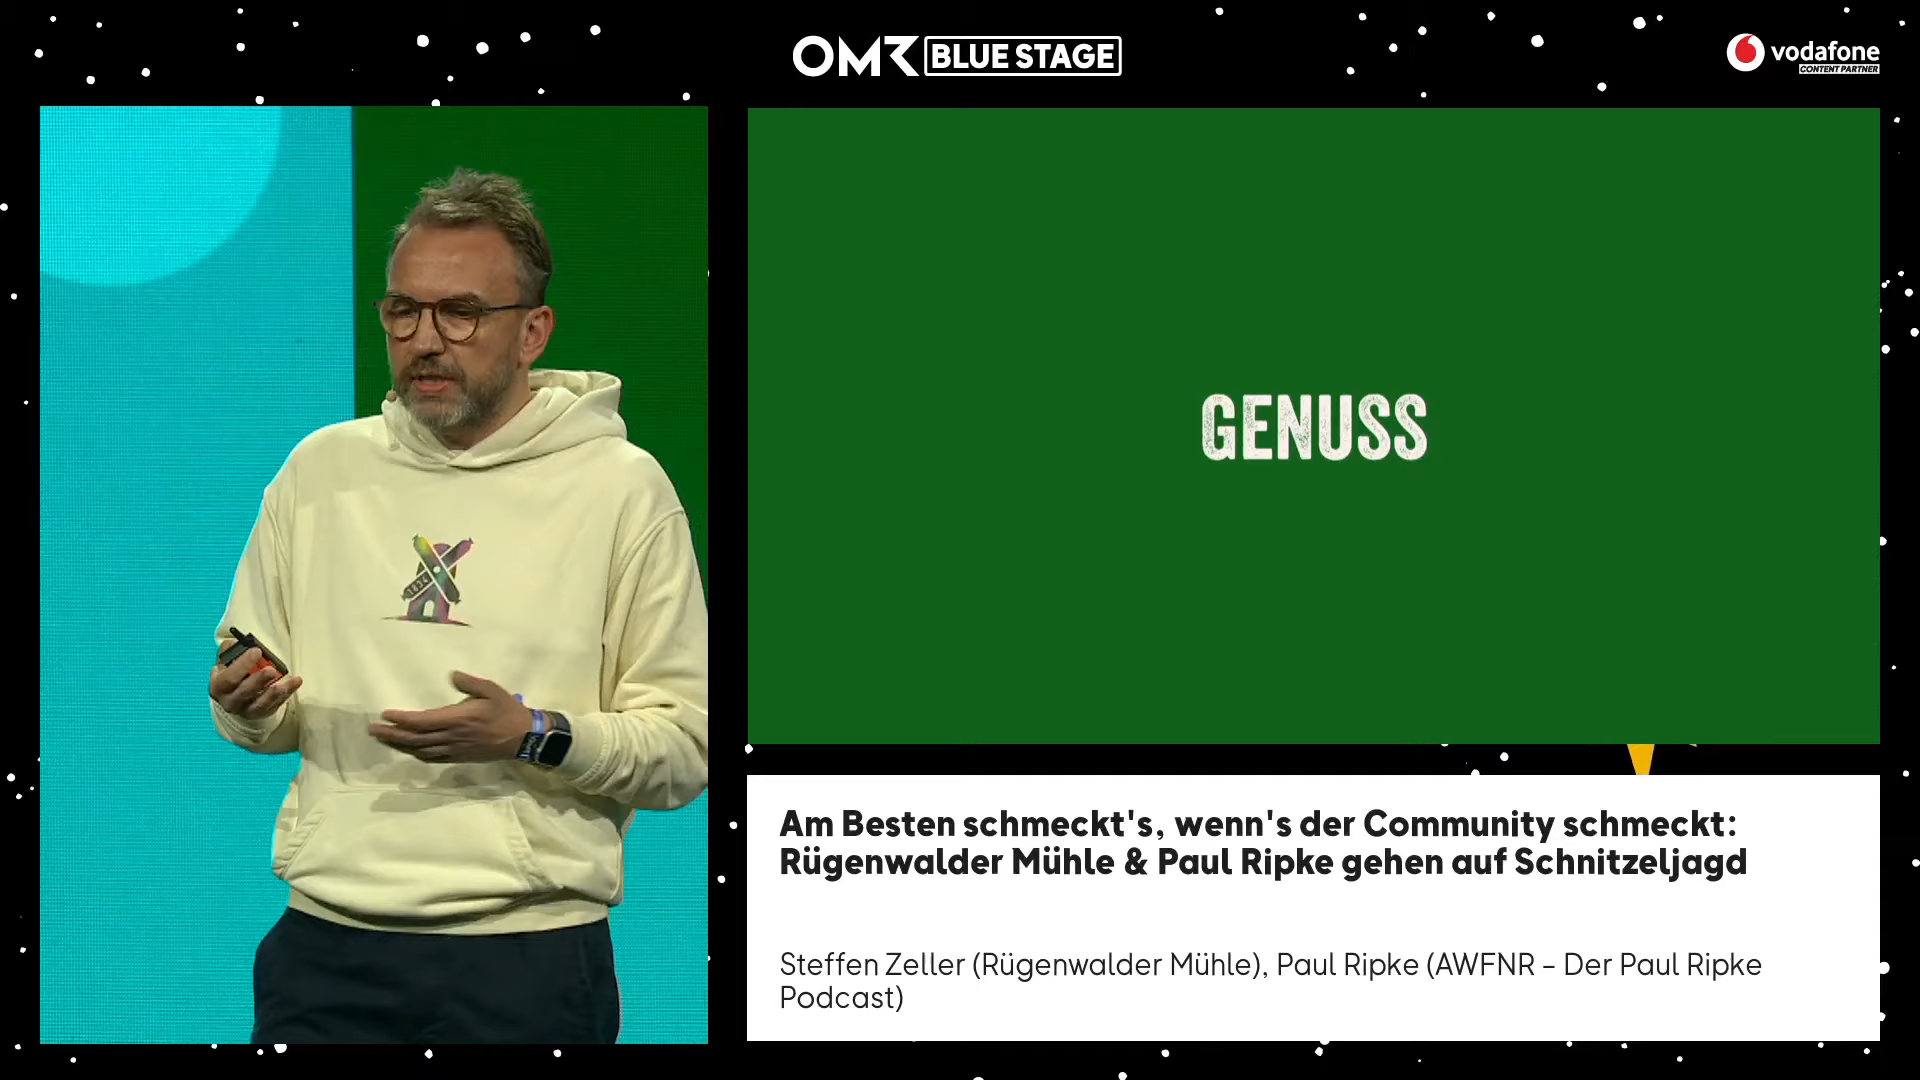 OMR BLUE STAGE
vodafone
CONTENT PARTNER
GENUSS
1834
Am Besten schmeckt's, wenn's der Community schmeckt:
Rügenwalder Mühle & Paul Ripke gehen auf Schnitzeljagd
Steffen Zeller (Rügenwalder Mühle), Paul Ripke (AWFNR – Der Paul Ripke
Podcast)